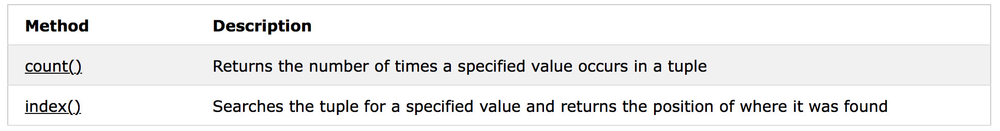 Method Description
count() Returns the number of times a specified value occurs in a tuple
index() Searches the tuple for a specified value and returns the position of where it was found